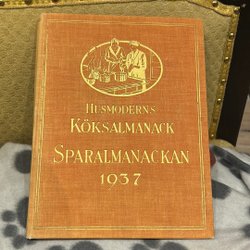 HUSMODERNS
KÖKSALMANACK
SPARALMANACKAN
1937